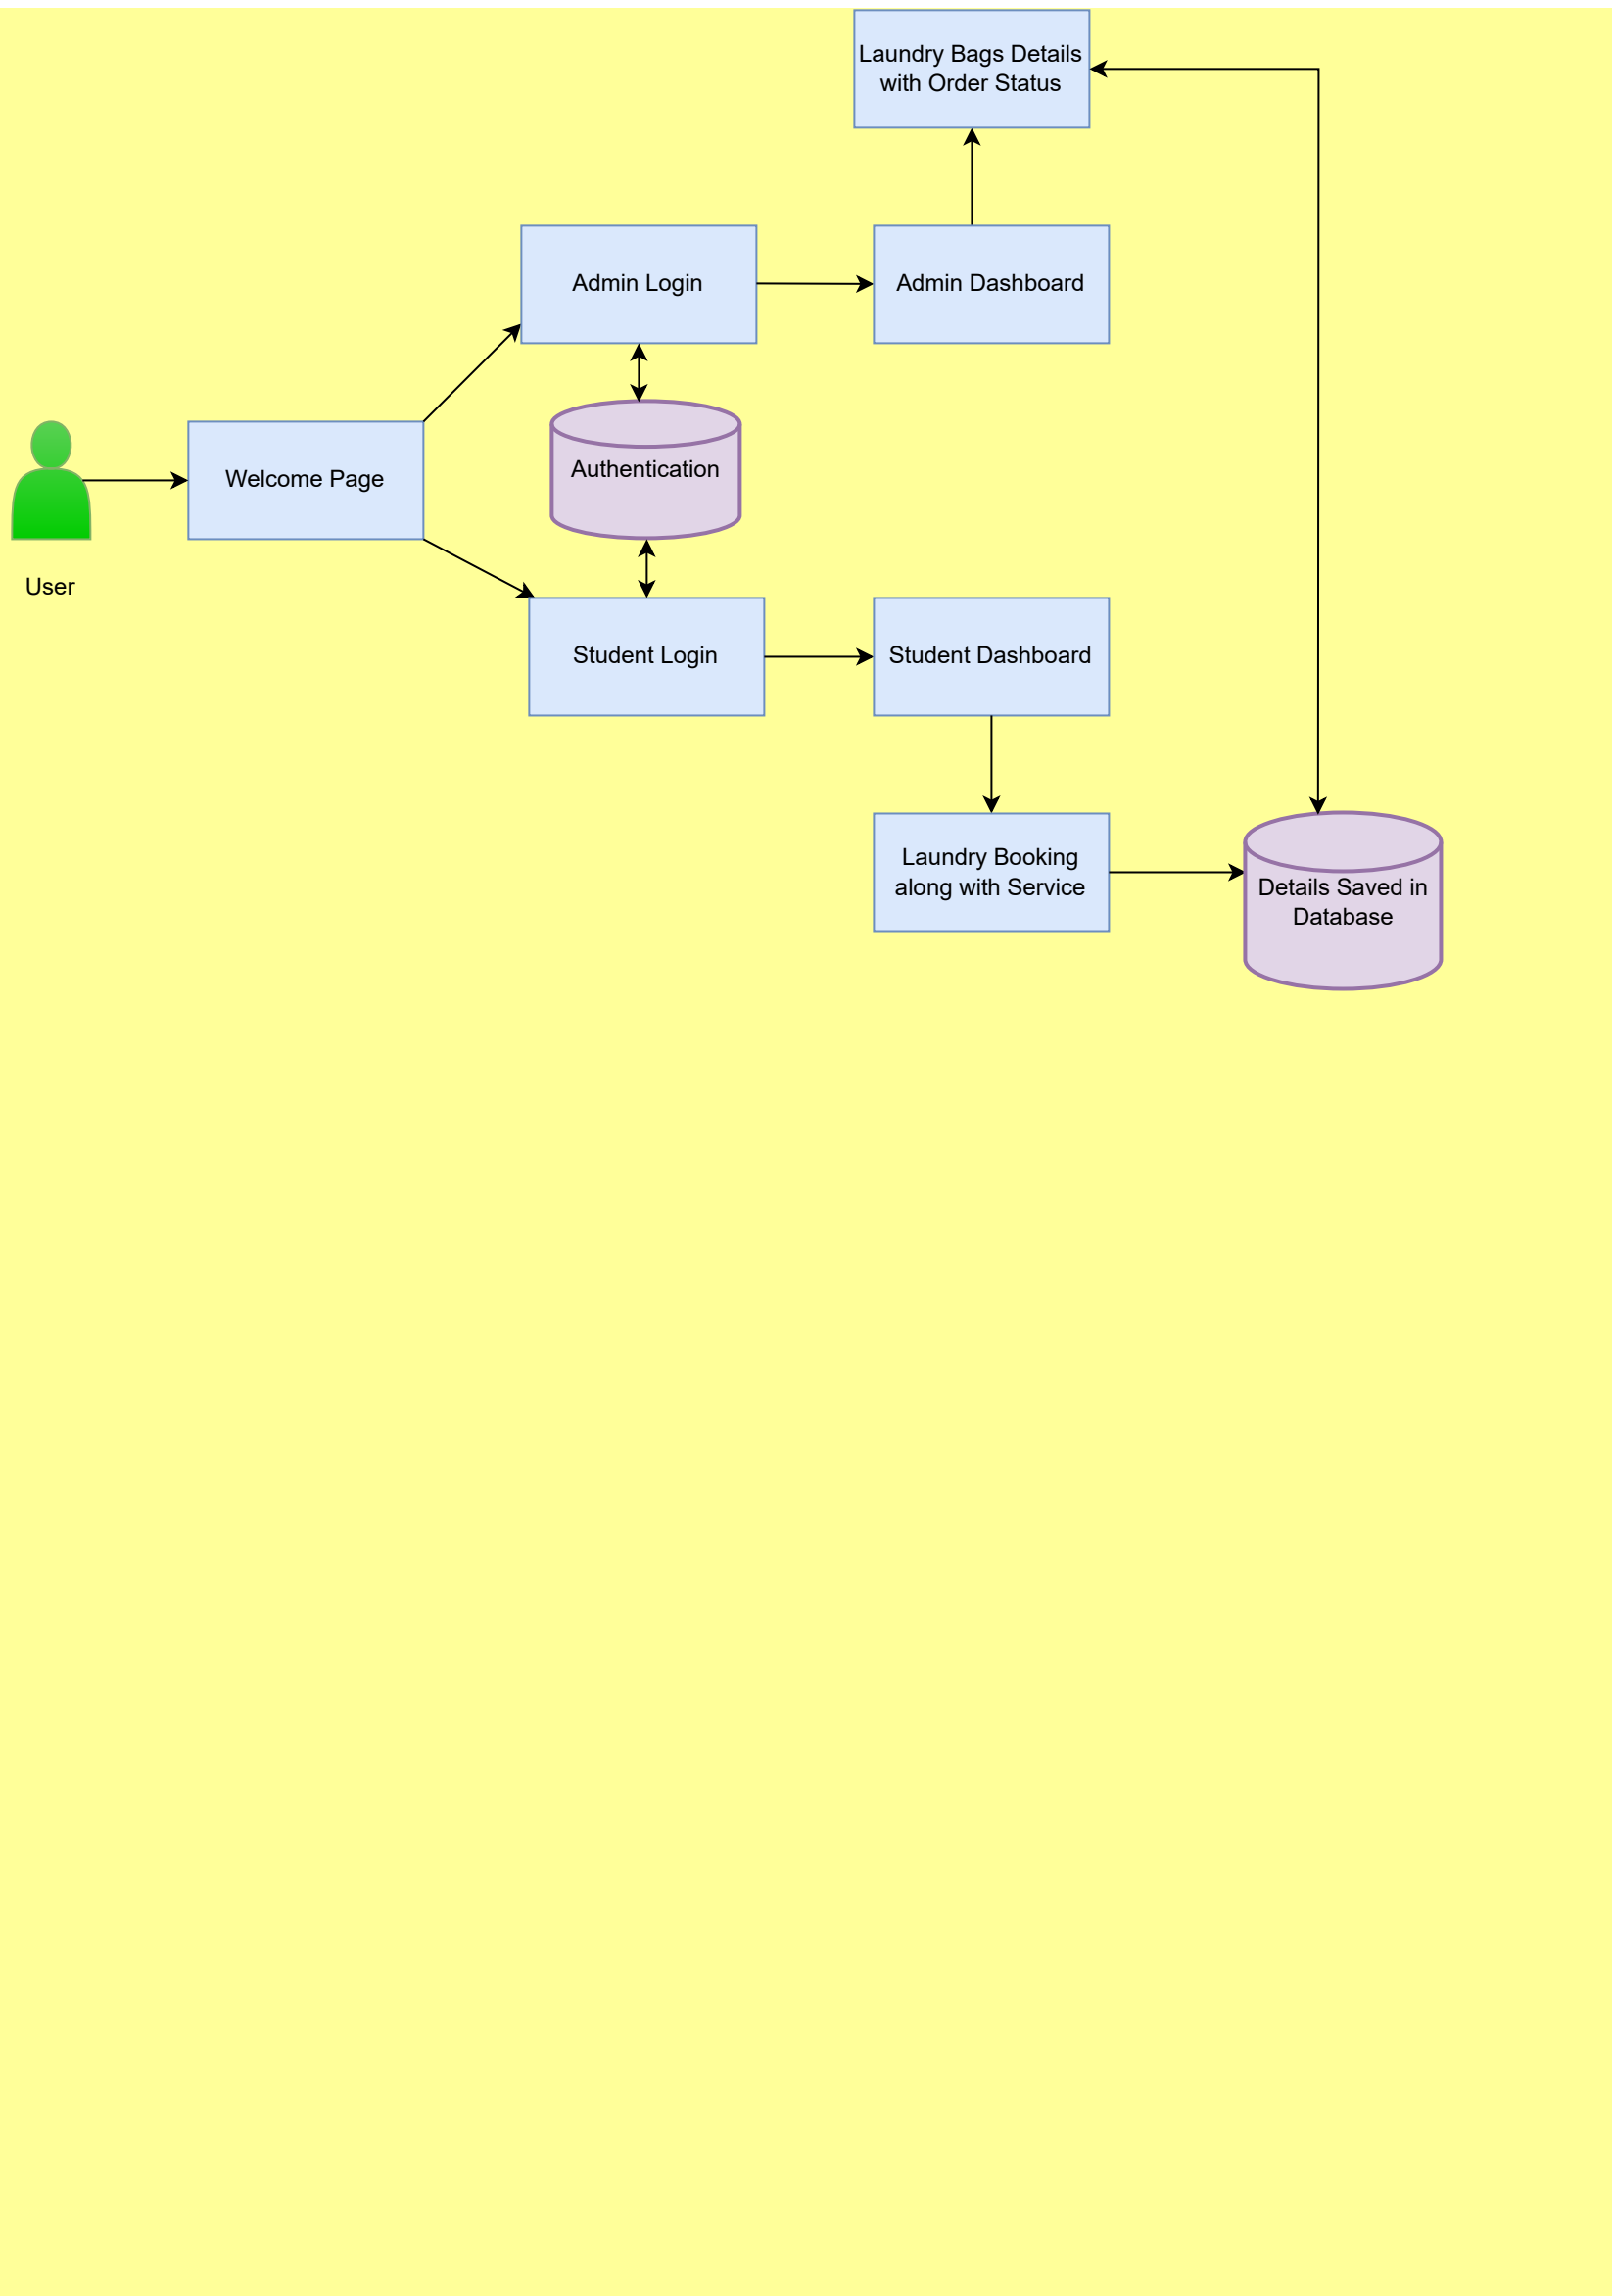 Laundry Bags Details
with Order Status
Admin Login
Admin Dashboard
Welcome Page
Authentication
User
Student Login
Student Dashboard
Laundry Booking
along with Service
Details Saved in
Database